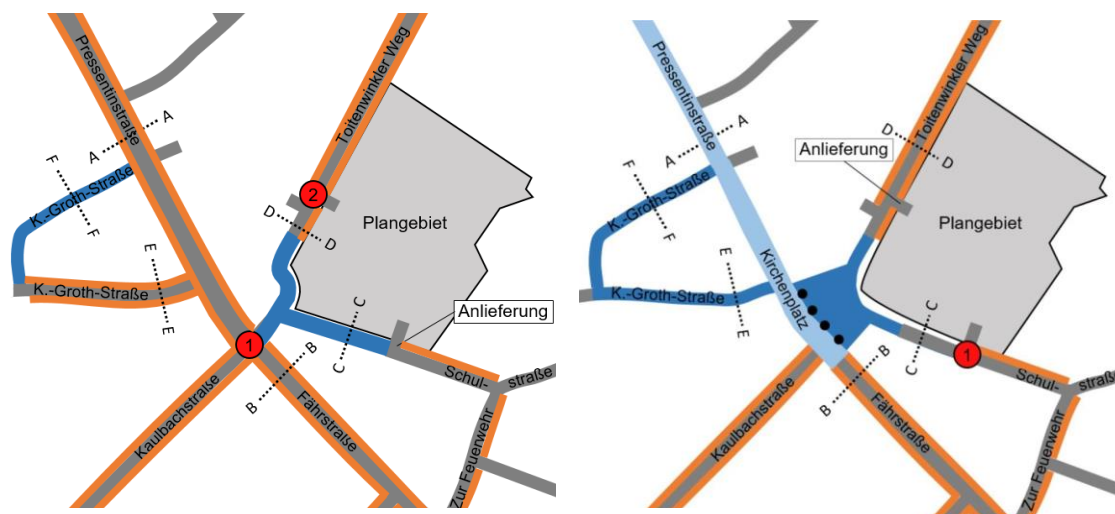 Pressentinstraße
Toitenwinkler Weg
A
A
F
K.-Groth-Straße
F
2
D
D
Plangebiet
E
K.-Groth-Straße
E
C
Anlieferung
1
B
C
B
Schul-
straße
Kaulbachstraße
Fährstraße
Zur Feuerwehr
Pressentinstraße
Toitenwinkler Weg
A
A
D
D
Anlieferung
F
K.-Groth-Straße
F
Plangebiet
E
Kirchenplatz
K.-Groth-Straße
E
C
1
B
C
B
Schul-
straße
Kaulbachstraße
Fährstraße
Zur Feuerwehr